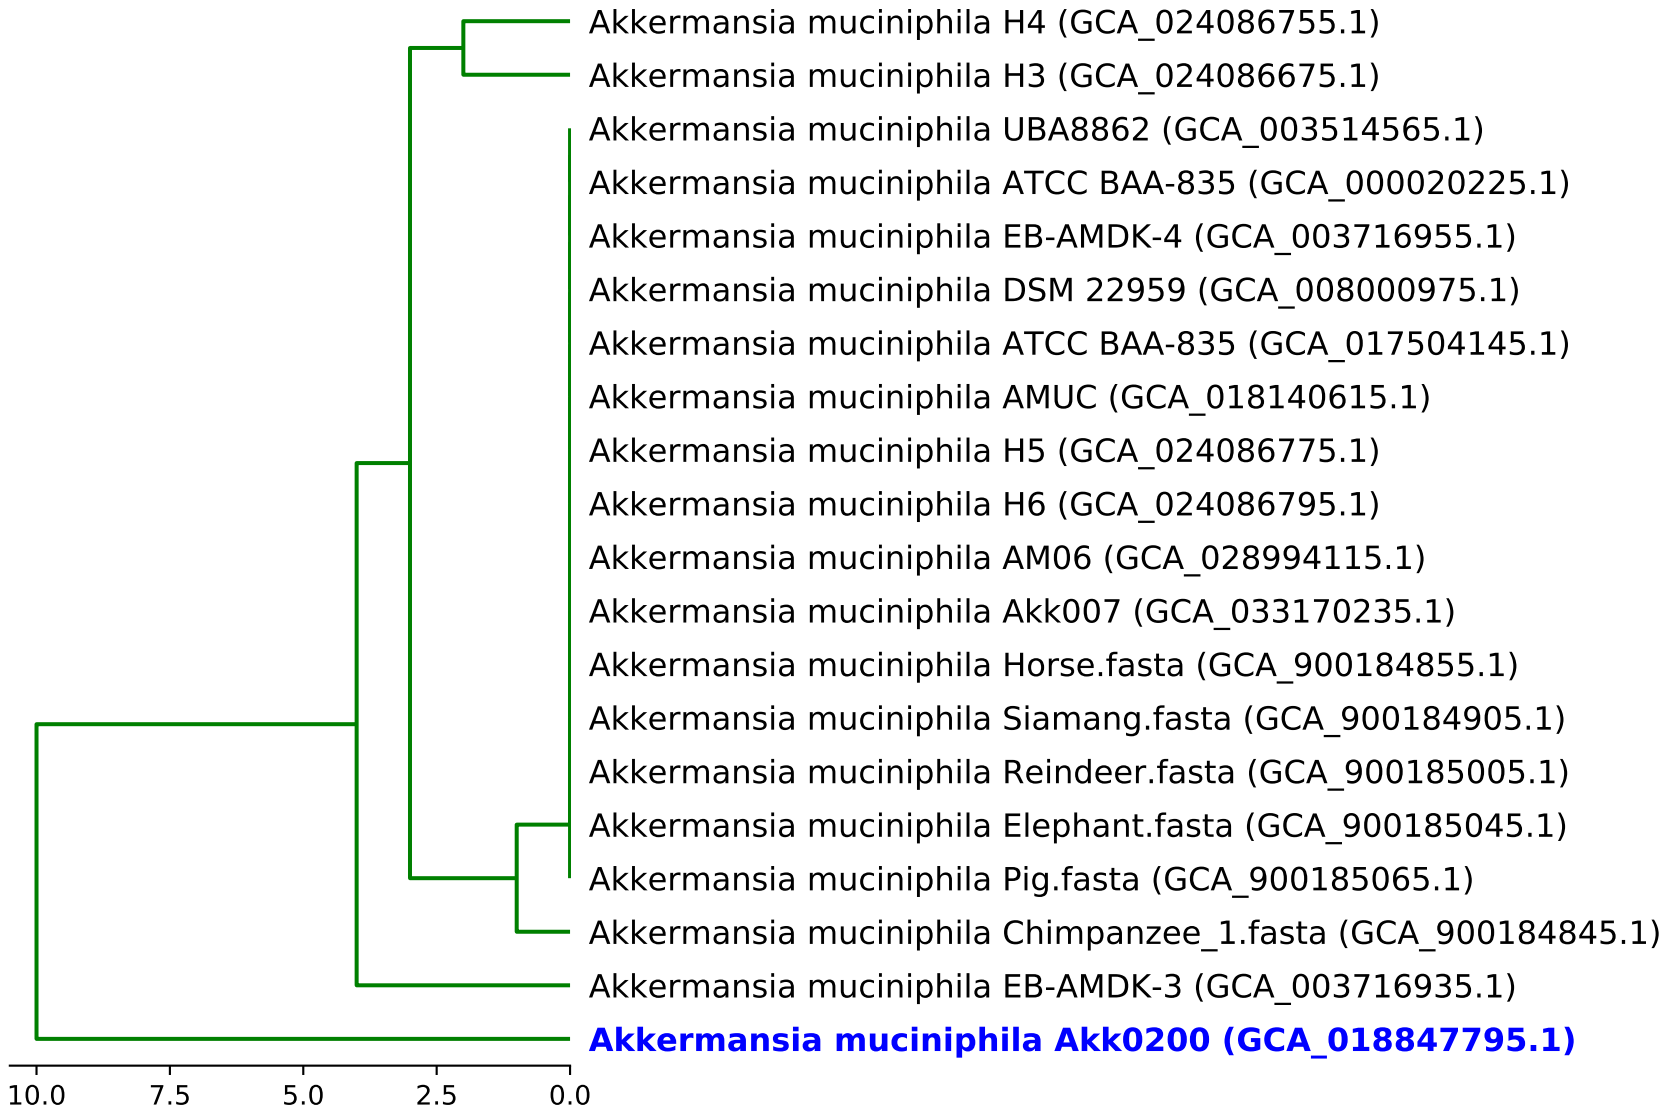 Akkermansia muciniphila H4 (GCA_024086755.1)
Akkermansia muciniphila H3 (GCA_024086675.1)
Akkermansia muciniphila UBA8862 (GCA_003514565.1)
Akkermansia muciniphila ATCC BAA-835 (GCA_000020225.1)
Akkermansia muciniphila EB-AMDK-4 (GCA_003716955.1)
Akkermansia muciniphila DSM 22959 (GCA_008000975.1)
Akkermansia muciniphila ATCC BAA-835 (GCA_017504145.1)
Akkermansia muciniphila AMUC (GCA_018140615.1)
Akkermansia muciniphila H5 (GCA_024086775.1)
Akkermansia muciniphila H6 (GCA_024086795.1)
Akkermansia muciniphila AM06 (GCA_028994115.1)
Akkermansia muciniphila Akk007 (GCA_033170235.1)
Akkermansia muciniphila Horse.fasta (GCA_900184855.1)
Akkermansia muciniphila Siamang.fasta (GCA_900184905.1)
Akkermansia muciniphila Reindeer.fasta (GCA_900185005.1)
Akkermansia muciniphila Elephant.fasta (GCA_900185045.1)
Akkermansia muciniphila Pig.fasta (GCA_900185065.1)
Akkermansia muciniphila Chimpanzee_1.fasta (GCA_900184845.1)
Akkermansia muciniphila EB-AMDK-3 (GCA_003716935.1)
Akkermansia muciniphila Akk0200 (GCA_018847795.1)
10.0 7.5 5.0 2.5 0.0